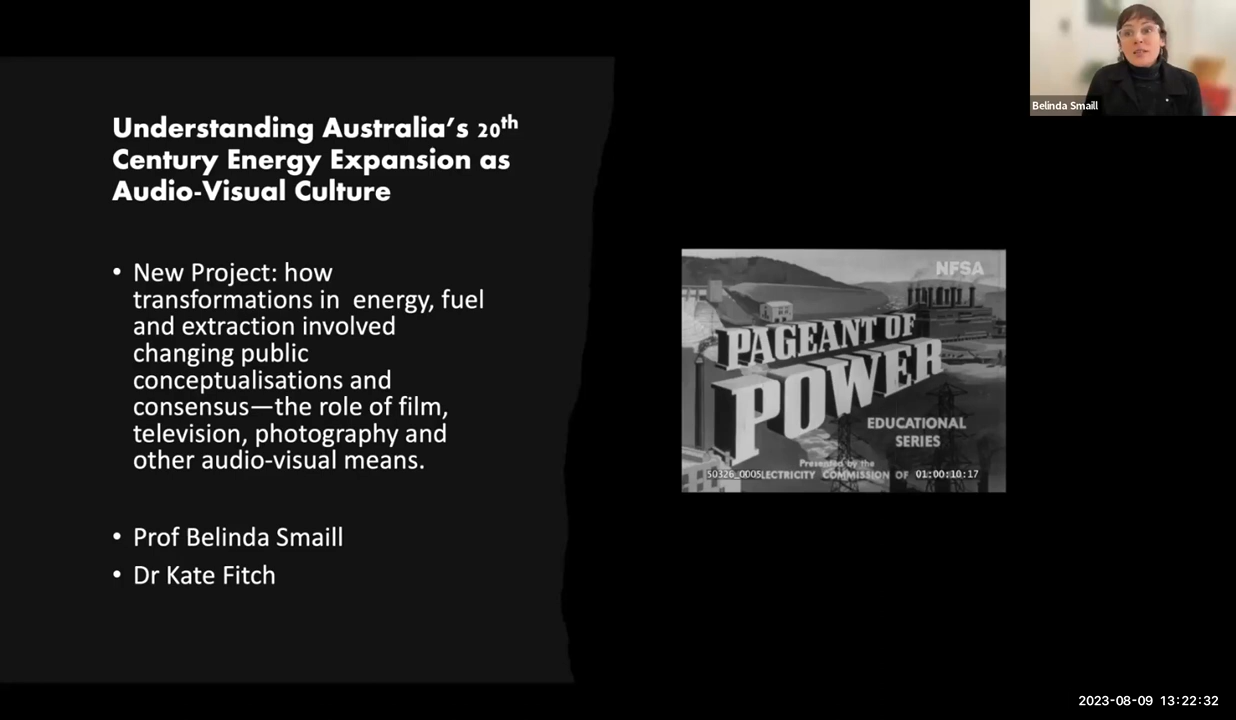 Understanding Australia's 20th
Century Energy Expansion as
Audio-Visual Culture
• New Project: how
transformations in energy, fuel
and extraction involved
changing public
conceptualisations and
consensus—the role of film,
television, photography and
other audio-visual means.
• Prof Belinda Smaill
• Dr Kate Fitch
NFSA
PAGEANT OF
POWER
EDUCATIONAL
SERIES
Presented by the
50326_0005LECTRICITY COMMISSION OF 01:00:10:17
Belinda Smaill
2023-08-09 13:22:32